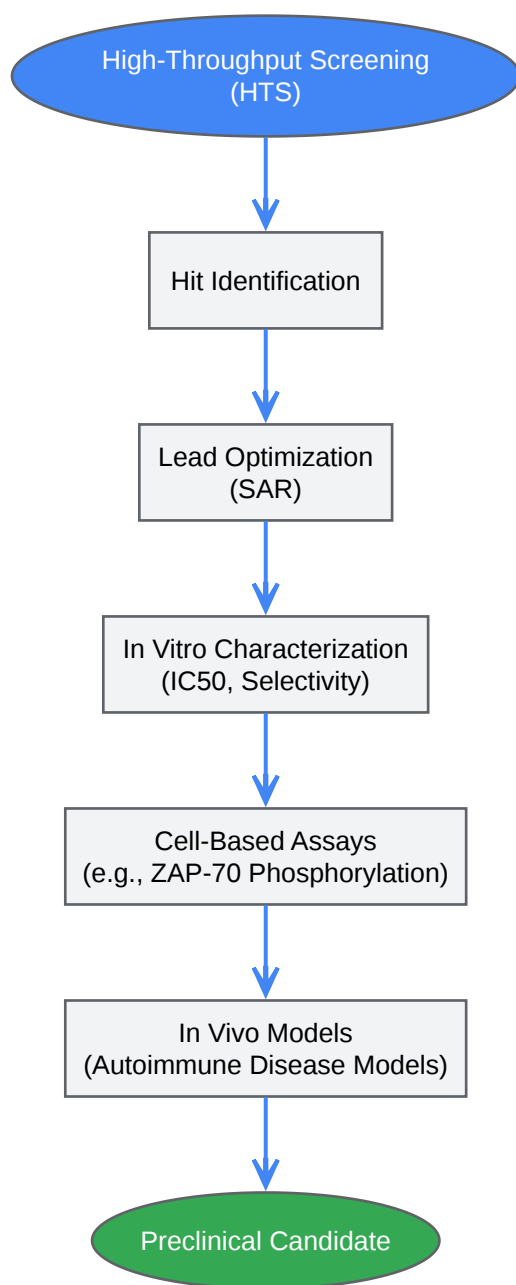 High-Throughput Screening
(HTS)
Hit Identification
Lead Optimization
(SAR)
In Vitro Characterization
(IC50, Selectivity)
Cell-Based Assays
(e.g., ZAP-70 Phosphorylation)
In Vivo Models
(Autoimmune Disease Models)
Preclinical Candidate